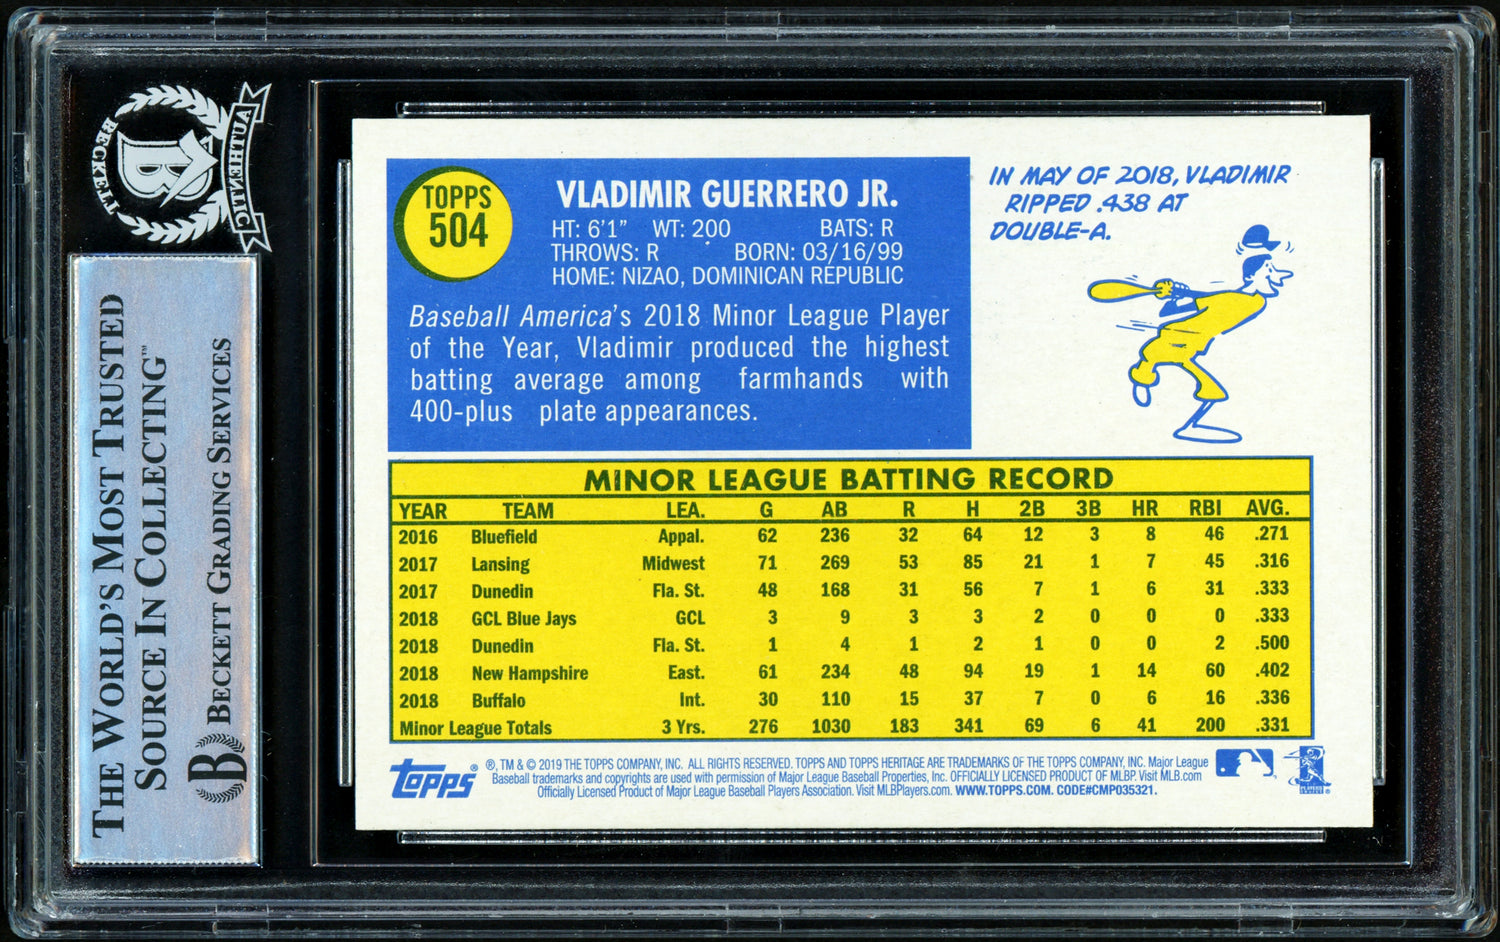 BECKETT
AUTHENTIC
B
THE WORLD'S MOST TRUSTED
SOURCE IN COLLECTING™
BECKETT GRADING SERVICES
B
TOPPS
504
VLADIMIR GUERRERO JR.
HT: 6'1" WT: 200 BATS: R
THROWS: R BORN: 03/16/99
HOME: NIZAO, DOMINICAN REPUBLIC
Baseball America's 2018 Minor League Player
of the Year, Vladimir produced the highest
batting average among farmhands with
400-plus plate appearances.
IN MAY OF 2018, VLADIMIR
RIPPED .438 AT
DOUBLE-A.
MINOR LEAGUE BATTING RECORD
YEAR TEAM LEA. G AB R H 2B 3B HR RBI AVG.
2016 Bluefield Appal. 62 236 32 64 12 3 8 46 .271
2017 Lansing Midwest 71 269 53 85 21 1 7 45 .316
2017 Dunedin Fla. St. 48 168 31 56 7 1 6 31 .333
2018 GCL Blue Jays GCL 3 9 3 3 2 0 0 0 .333
2018 Dunedin Fla. St. 1 4 1 2 1 0 0 2 .500
2018 New Hampshire East. 61 234 48 94 19 1 14 60 .402
2018 Buffalo Int. 30 110 15 37 7 0 6 16 .336
Minor League Totals 3 Yrs. 276 1030 183 341 69 6 41 200 .331
topps®
®, TM & © 2019 THE TOPPS COMPANY, INC. ALL RIGHTS RESERVED. TOPPS AND TOPPS HERITAGE ARE TRADEMARKS OF THE TOPPS COMPANY, INC. Major League
Baseball trademarks and copyrights are used with permission of Major League Baseball Properties, Inc. OFFICIALLY LICENSED PRODUCT OF MLBP. Visit MLB.com
Officially Licensed Product of Major League Baseball Players Association. Visit MLBPlayers.com. WWW.TOPPS.COM. CODE#CMP035321.